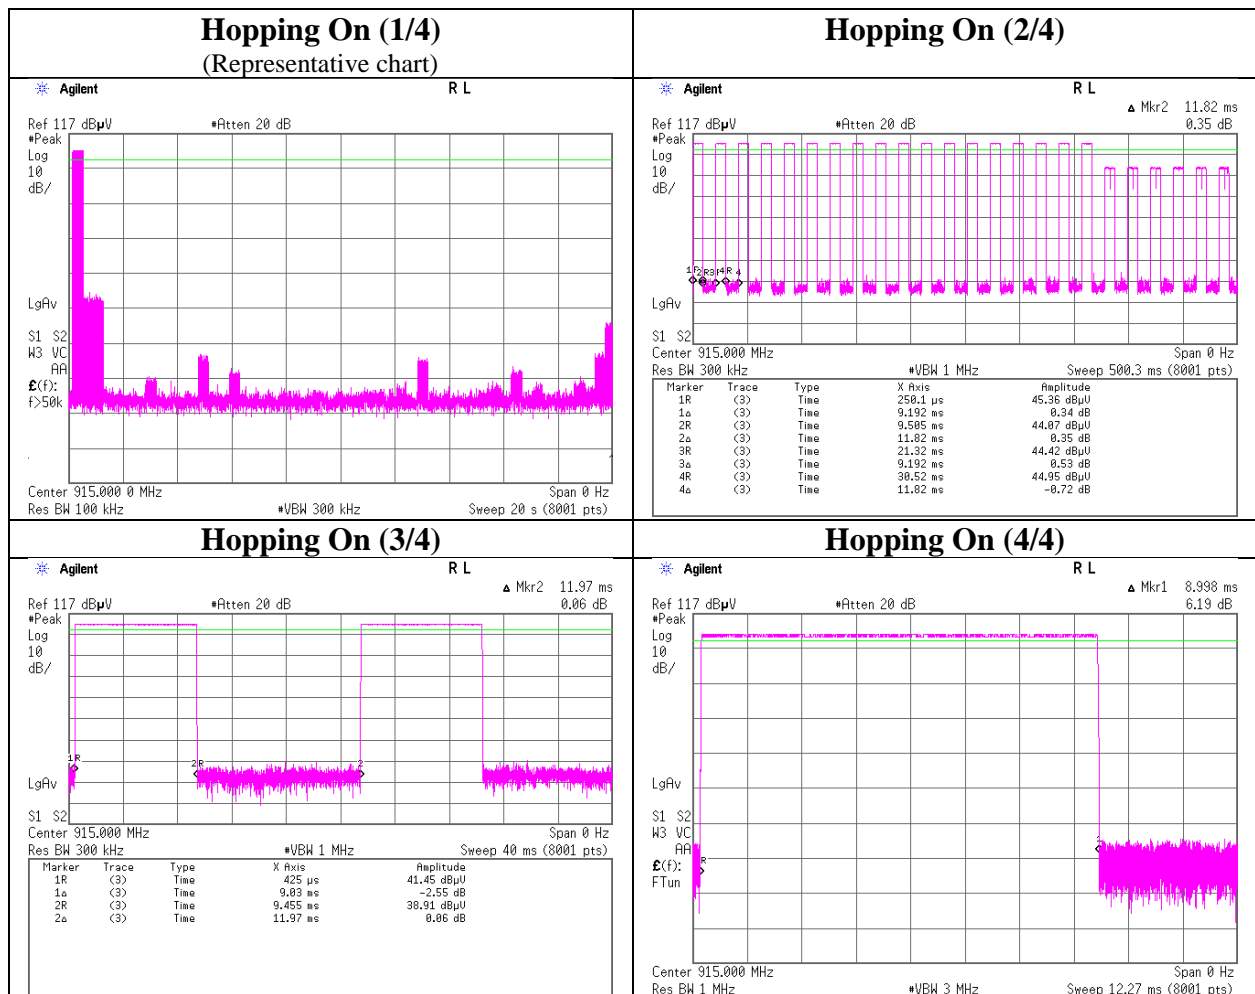 Hopping On (1/4)
(Representative chart)
Agilent
R L
Ref 117 dBµV
#Atten 20 dB
#Peak
Log
10
dB/
LgAv
S1 S2
W3 VC
AA
£(f):
f>50k
Center 915.000 0 MHz
Span 0 Hz
Res BW 100 kHz
#VBW 300 kHz
Sweep 20 s (8001 pts)
Hopping On (2/4)
Agilent
R L
Δ Mkr2 11.82 ms
Ref 117 dBµV
#Atten 20 dB
0.35 dB
#Peak
Log
10
dB/
LgAv
S1 S2
Center 915.000 MHz
Span 0 Hz
Res BW 300 kHz
#VBW 1 MHz
Sweep 500.3 ms (8001 pts)
Marker Trace Type X Axis Amplitude
1R (3) Time 250.1 µs 45.36 dBµV
1Δ (3) Time 9.192 ms 0.34 dB
2R (3) Time 9.505 ms 44.07 dBµV
2Δ (3) Time 11.82 ms 0.35 dB
3R (3) Time 21.32 ms 44.42 dBµV
3Δ (3) Time 9.192 ms 0.53 dB
4R (3) Time 30.52 ms 44.95 dBµV
4Δ (3) Time 11.82 ms -0.72 dB
Hopping On (3/4)
Agilent
R L
Δ Mkr2 11.97 ms
Ref 117 dBµV
#Atten 20 dB
0.06 dB
#Peak
Log
10
dB/
1R
2R
2
LgAv
S1 S2
Center 915.000 MHz
Span 0 Hz
Res BW 300 kHz
#VBW 1 MHz
Sweep 40 ms (8001 pts)
Marker Trace Type X Axis Amplitude
1R (3) Time 425 µs 41.45 dBµV
1Δ (3) Time 9.03 ms -2.55 dB
2R (3) Time 9.455 ms 38.91 dBµV
2Δ (3) Time 11.97 ms 0.06 dB
Hopping On (4/4)
Agilent
R L
Δ Mkr1 8.998 ms
Ref 117 dBµV
#Atten 20 dB
6.19 dB
#Peak
Log
10
dB/
LgAv
S1 S2
W3 VC
AA
£(f):
FTun
R
Center 915.000 MHz
Span 0 Hz
Res BW 1 MHz
#VBW 3 MHz
Sweep 12.27 ms (8001 pts)